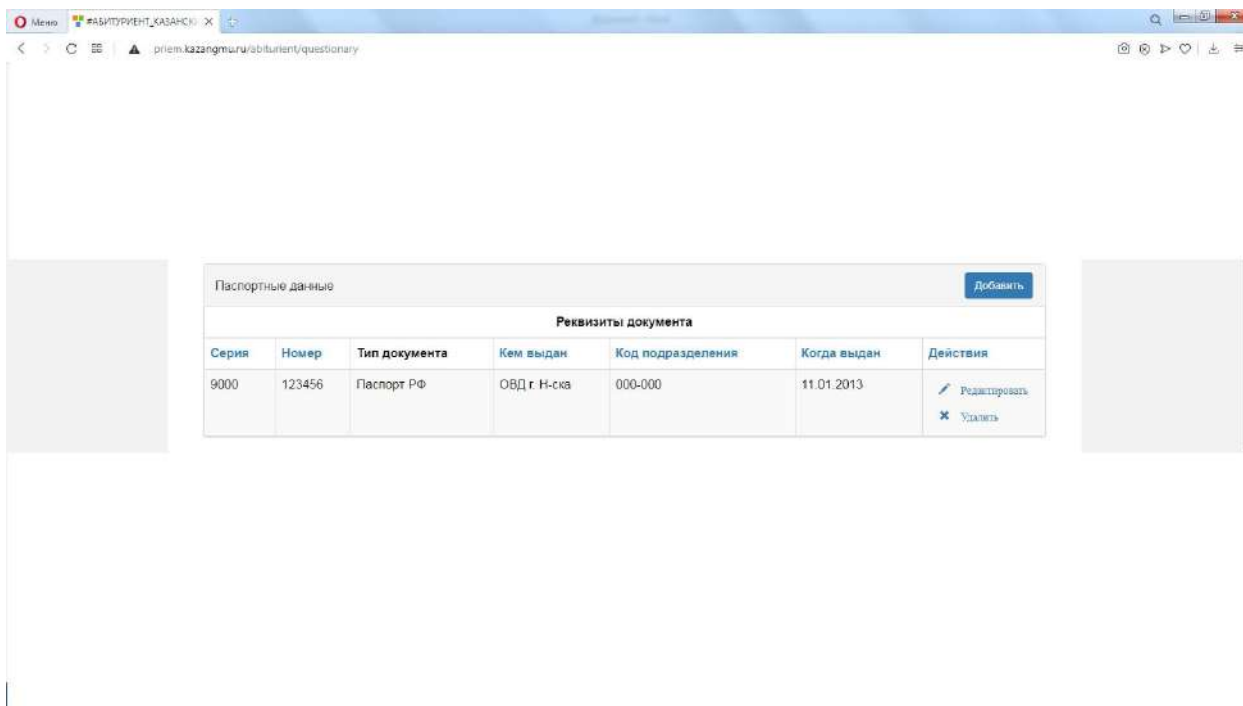 Меню #АБИТУРИЕНТ_КАЗАНСК
priem.kazangmu.ru/abiturient/questionary
Паспортные данные Добавить
Реквизиты документа
Серия Номер Тип документа Кем выдан Код подразделения Когда выдан Действия
9000 123456 Паспорт РФ ОВД г. Н-ска 000-000 11.01.2013 Редактировать
Удалить